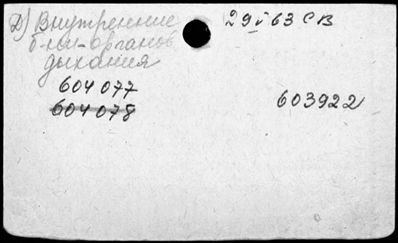 Д) Внутренние 29 i 63 СВ
б-ни-органов
дыхания
604077
604078 603922